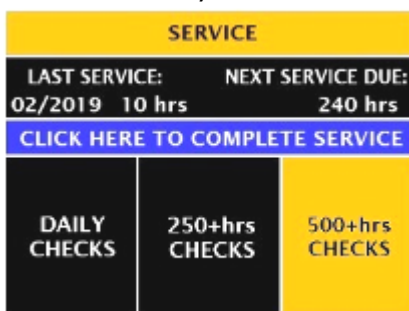 SERVICE
LAST SERVICE: NEXT SERVICE DUE:
02/2019 10 hrs 240 hrs
CLICK HERE TO COMPLETE SERVICE
DAILY CHECKS
250+hrs CHECKS
500+hrs CHECKS